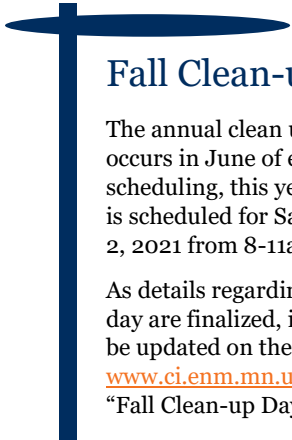 Fall Clean-u
The annual clean u
occurs in June of e
scheduling, this ye
is scheduled for Sa
2, 2021 from 8-11a
As details regardin
day are finalized, i
be updated on the
www.ci.enm.mn.u
“Fall Clean-up Day